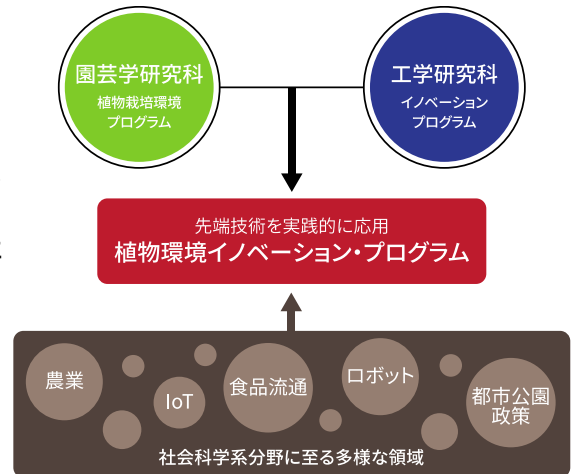 園芸学研究科
植物栽培環境
プログラム
工学研究科
イノベーション
プログラム
先端技術を実践的に応用
植物環境イノベーション・プログラム
農業
IoT
食品流通
ロボット
都市公園
政策
社会科学系分野に至る多様な領域